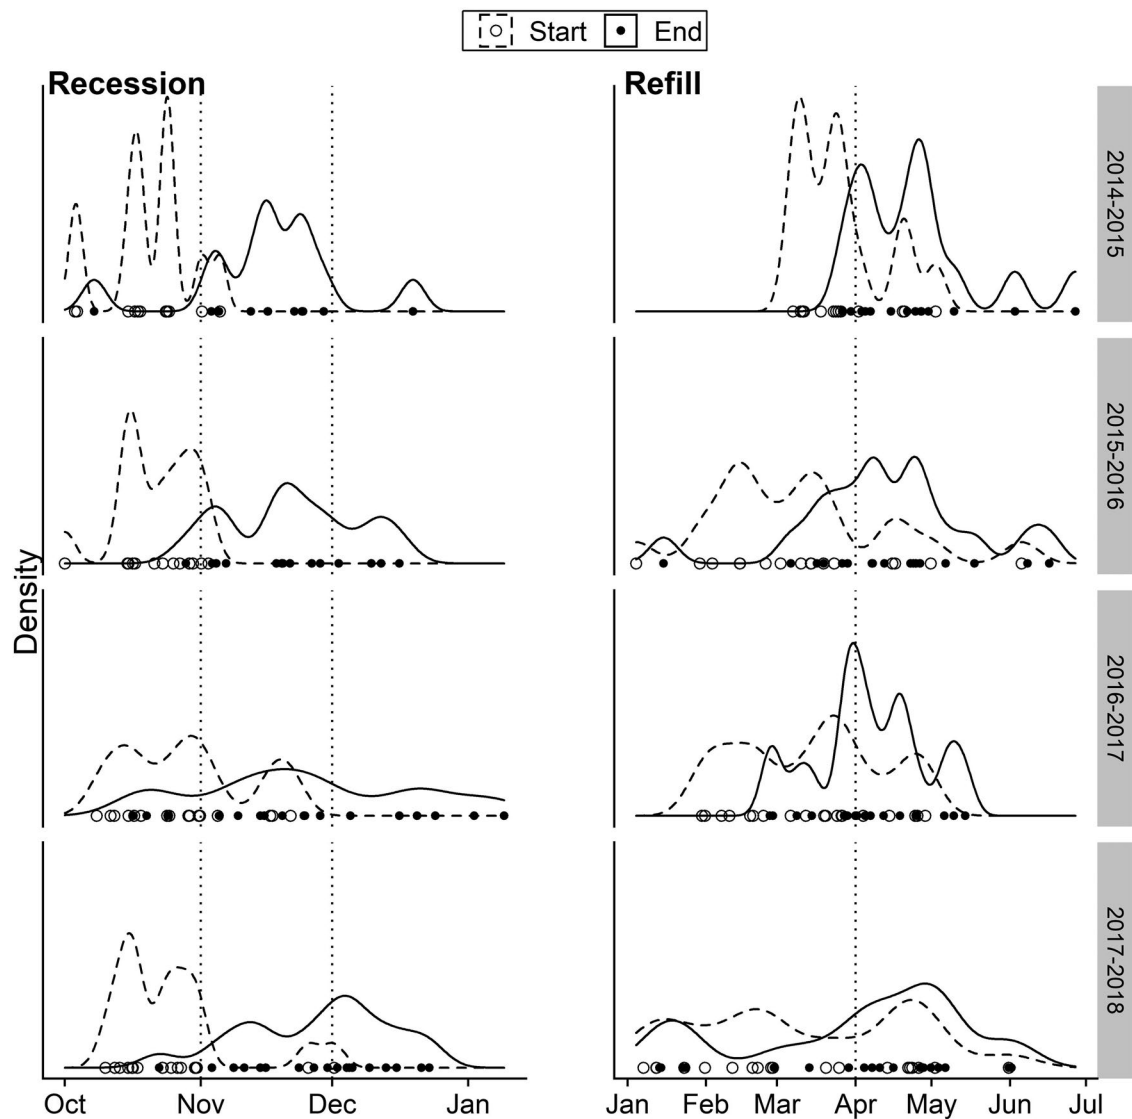 Start End
Recession Refill
2014-2015
2015-2016
Density
2016-2017
2017-2018
Oct Nov Dec Jan Jan Feb Mar Apr May Jun Jul